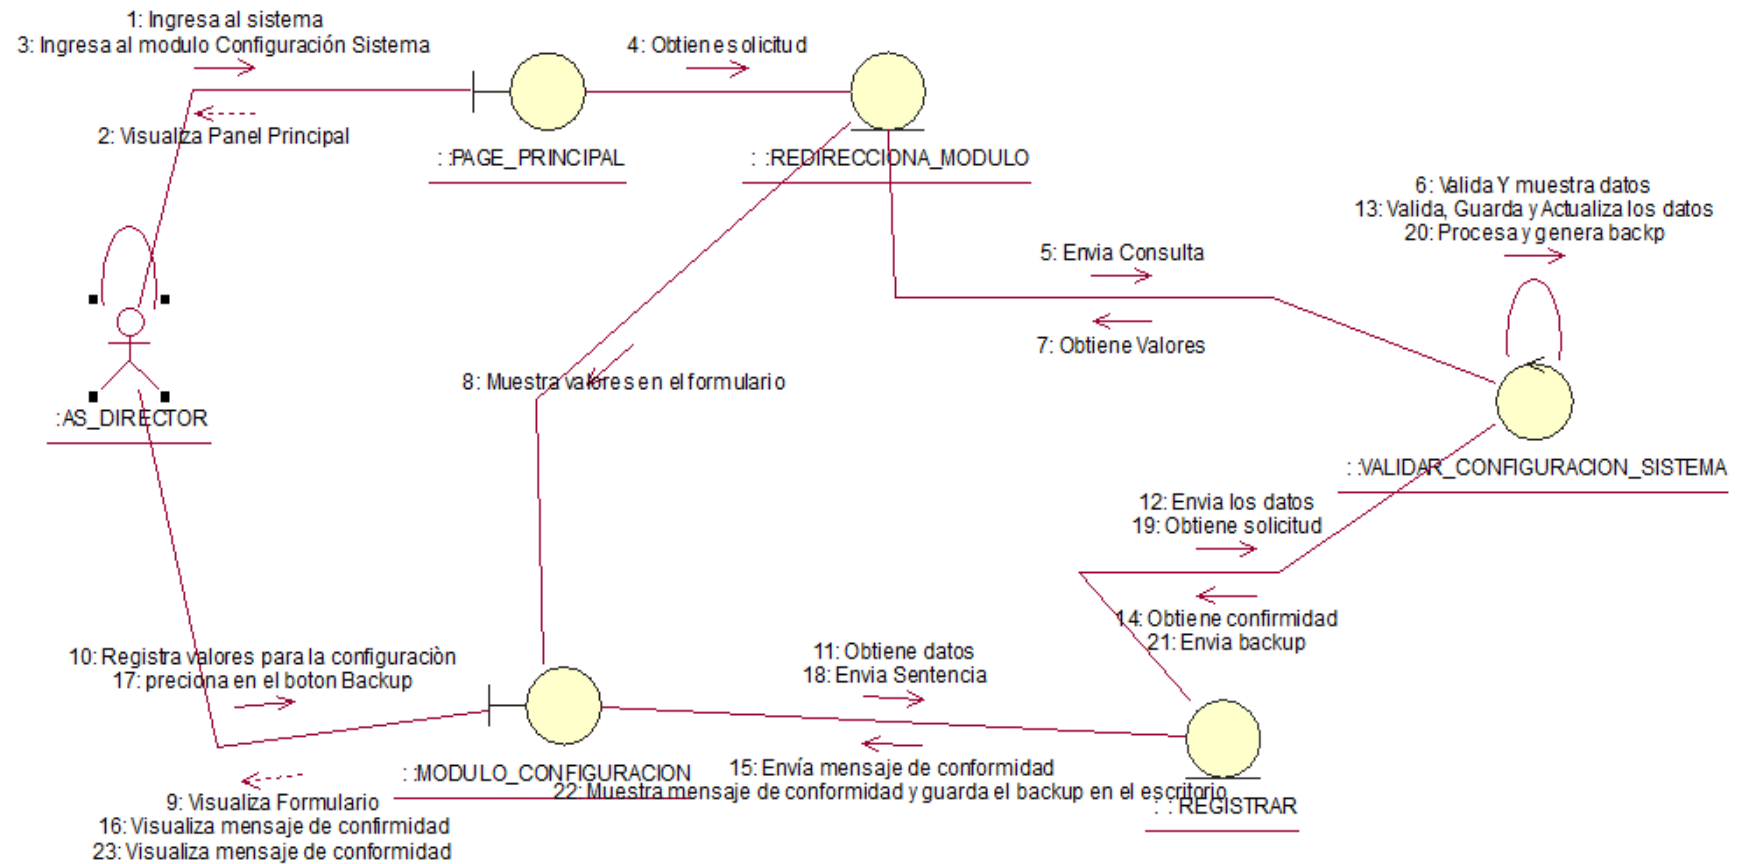 1: Ingresa al sistema
3: Ingresa al modulo Configuración Sistema
2: Visualiza Panel Principal
4: Obtiene solicitud
: :PAGE_PRINCIPAL
: :REDIRECCIONA_MODULO
6: Valida Y muestra datos
13: Valida, Guarda y Actualiza los datos
20: Procesa y genera backp
5: Envia Consulta
7: Obtiene Valores
8: Muestra valores en el formulario
:AS_DIRECTOR
: :VALIDAR_CONFIGURACION_SISTEMA
12: Envia los datos
19: Obtiene solicitud
14: Obtiene confirmidad
21: Envia backup
10: Registra valores para la configuraciòn
17: preciona en el boton Backup
11: Obtiene datos
18: Envia Sentencia
: :MODULO_CONFIGURACION
15: Envía mensaje de conformidad
22: Muestra mensaje de conformidad y guarda el backup en el escritorio
: : REGISTRAR
9: Visualiza Formulario
16: Visualiza mensaje de confirmidad
23: Visualiza mensaje de conformidad